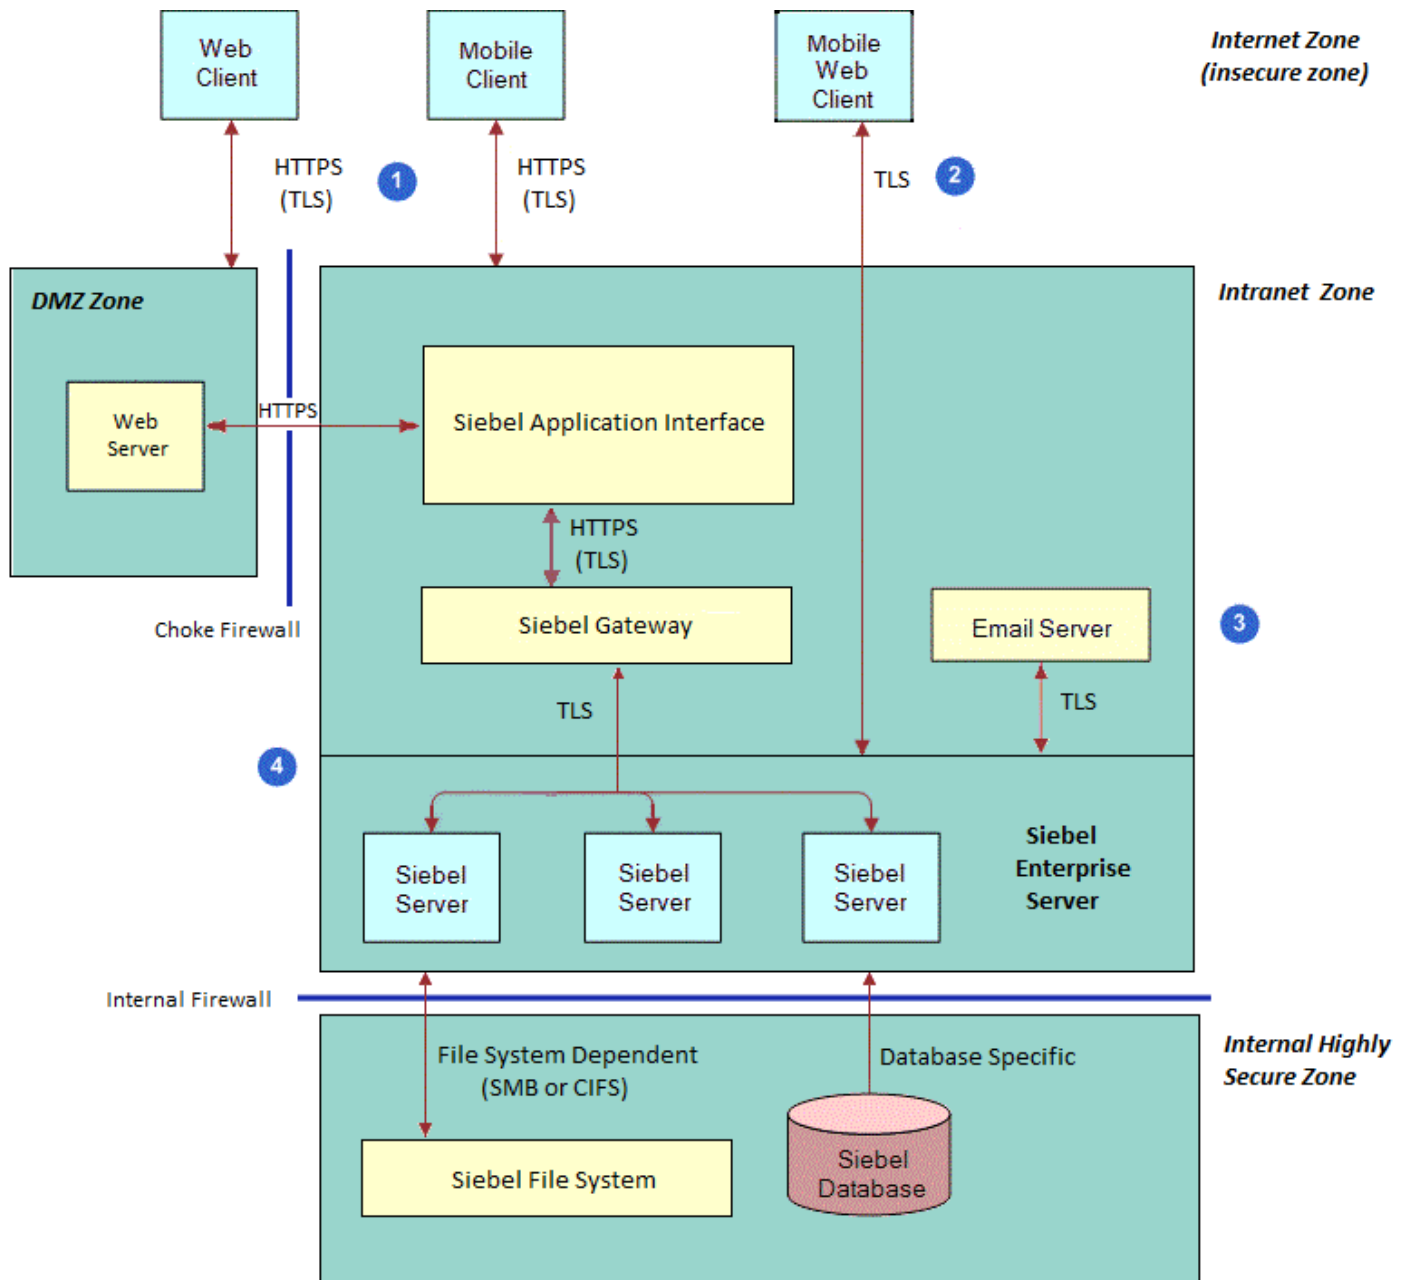 Web
Client
Mobile
Client
Mobile
Web
Client
Internet Zone
(insecure zone)
HTTPS
(TLS)
1
HTTPS
(TLS)
TLS
2
DMZ Zone
Intranet Zone
Web
Server
HTTPS
Siebel Application Interface
HTTPS
(TLS)
Choke Firewall
Siebel Gateway
Email Server
3
TLS
TLS
4
Siebel
Server
Siebel
Server
Siebel
Server
Siebel
Enterprise
Server
Internal Firewall
File System Dependent
(SMB or CIFS)
Database Specific
Internal Highly
Secure Zone
Siebel File System
Siebel
Database